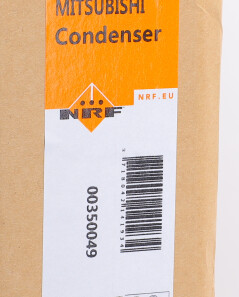 MITSUBISHI
Condenser
NRF
NRF.EU
00350049